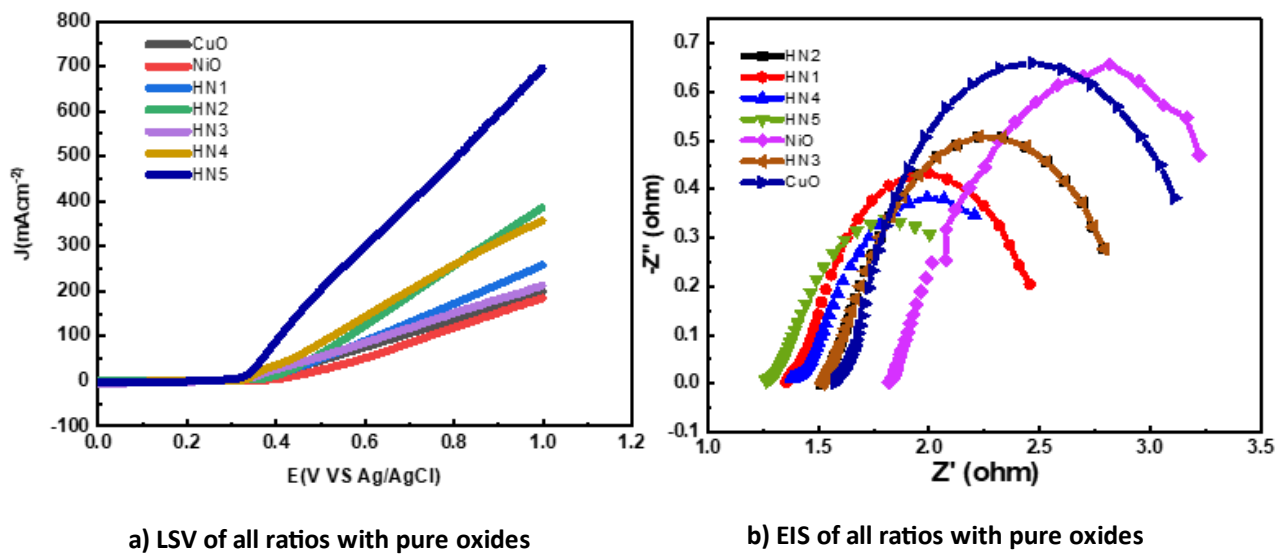 800
700
600
500
400
300
200
100
0
-100
J(mAcm⁻²)
CuO
NiO
HN1
HN2
HN3
HN4
HN5
0.0 0.2 0.4 0.6 0.8 1.0 1.2
E(V VS Ag/AgCl)
a) LSV of all ratios with pure oxides
0.7
0.6
0.5
0.4
0.3
0.2
0.1
0.0
-0.1
-Z" (ohm)
HN2
HN1
HN4
HN5
NiO
HN3
CuO
1.0 1.5 2.0 2.5 3.0 3.5
Z' (ohm)
b) EIS of all ratios with pure oxides